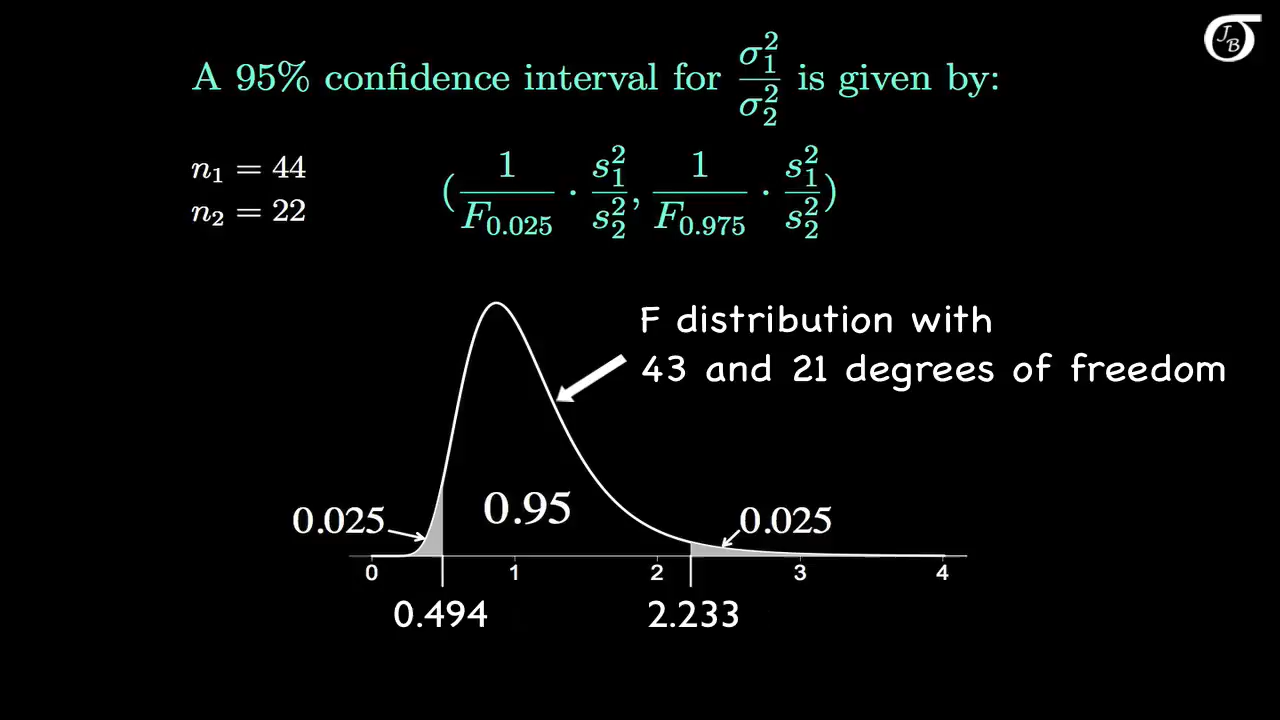 A 95% confidence interval for σ₁²/σ₂² is given by:
n₁ = 44
n₂ = 22
(1/F₀.₀₂₅ · s₁²/s₂², 1/F₀.₉₇₅ · s₁²/s₂²)
F distribution with
43 and 21 degrees of freedom
0.025
0.95
0.025
0 1 2 3 4
0.494 2.233
JB